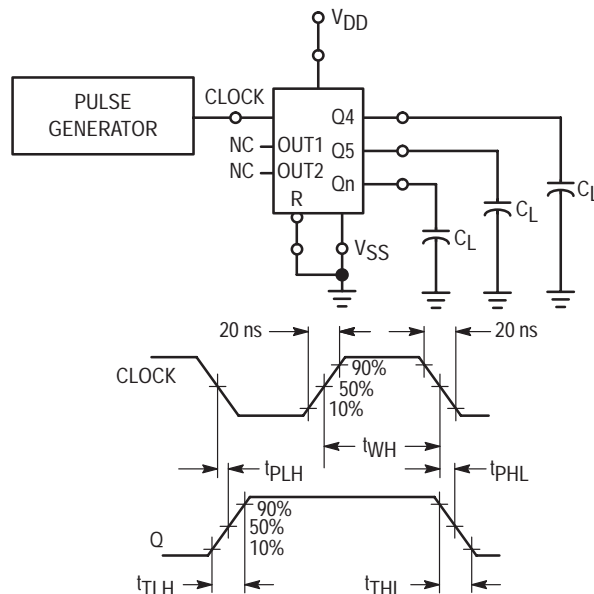 VDD
PULSE
GENERATOR
CLOCK
NC
OUT1
NC
OUT2
R
Q4
Q5
Qn
CL
CL
CL
VSS
20 ns
20 ns
CLOCK
90%
50%
10%
tWH
tPLH
tPHL
Q
90%
50%
10%
tTLH
tTHL